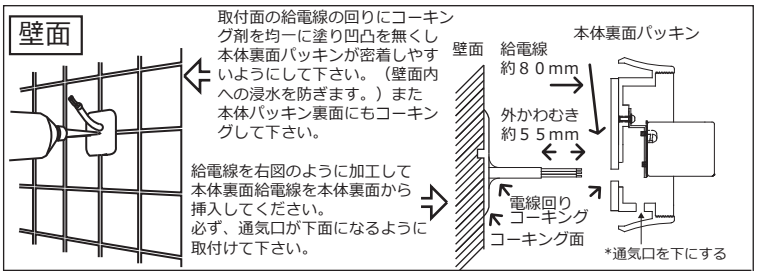 壁面
取付面の給電線の回りにコーキン
グ剤を均一に塗り凹凸を無くし
本体裏面パッキンが密着しやす
いようにして下さい。（壁面内
への浸水を防ぎます。）また
本体パッキン裏面にもコーキン
グして下さい。
給電線を右図のように加工して
本体裏面給電線を本体裏面から
挿入してください。
必ず、通気口が下面になるように
取付けて下さい。
壁面
給電線
約８０mm
本体裏面パッキン
外かわむき
約５５mm
電線回り
コーキング
コーキング面
*通気口を下にする